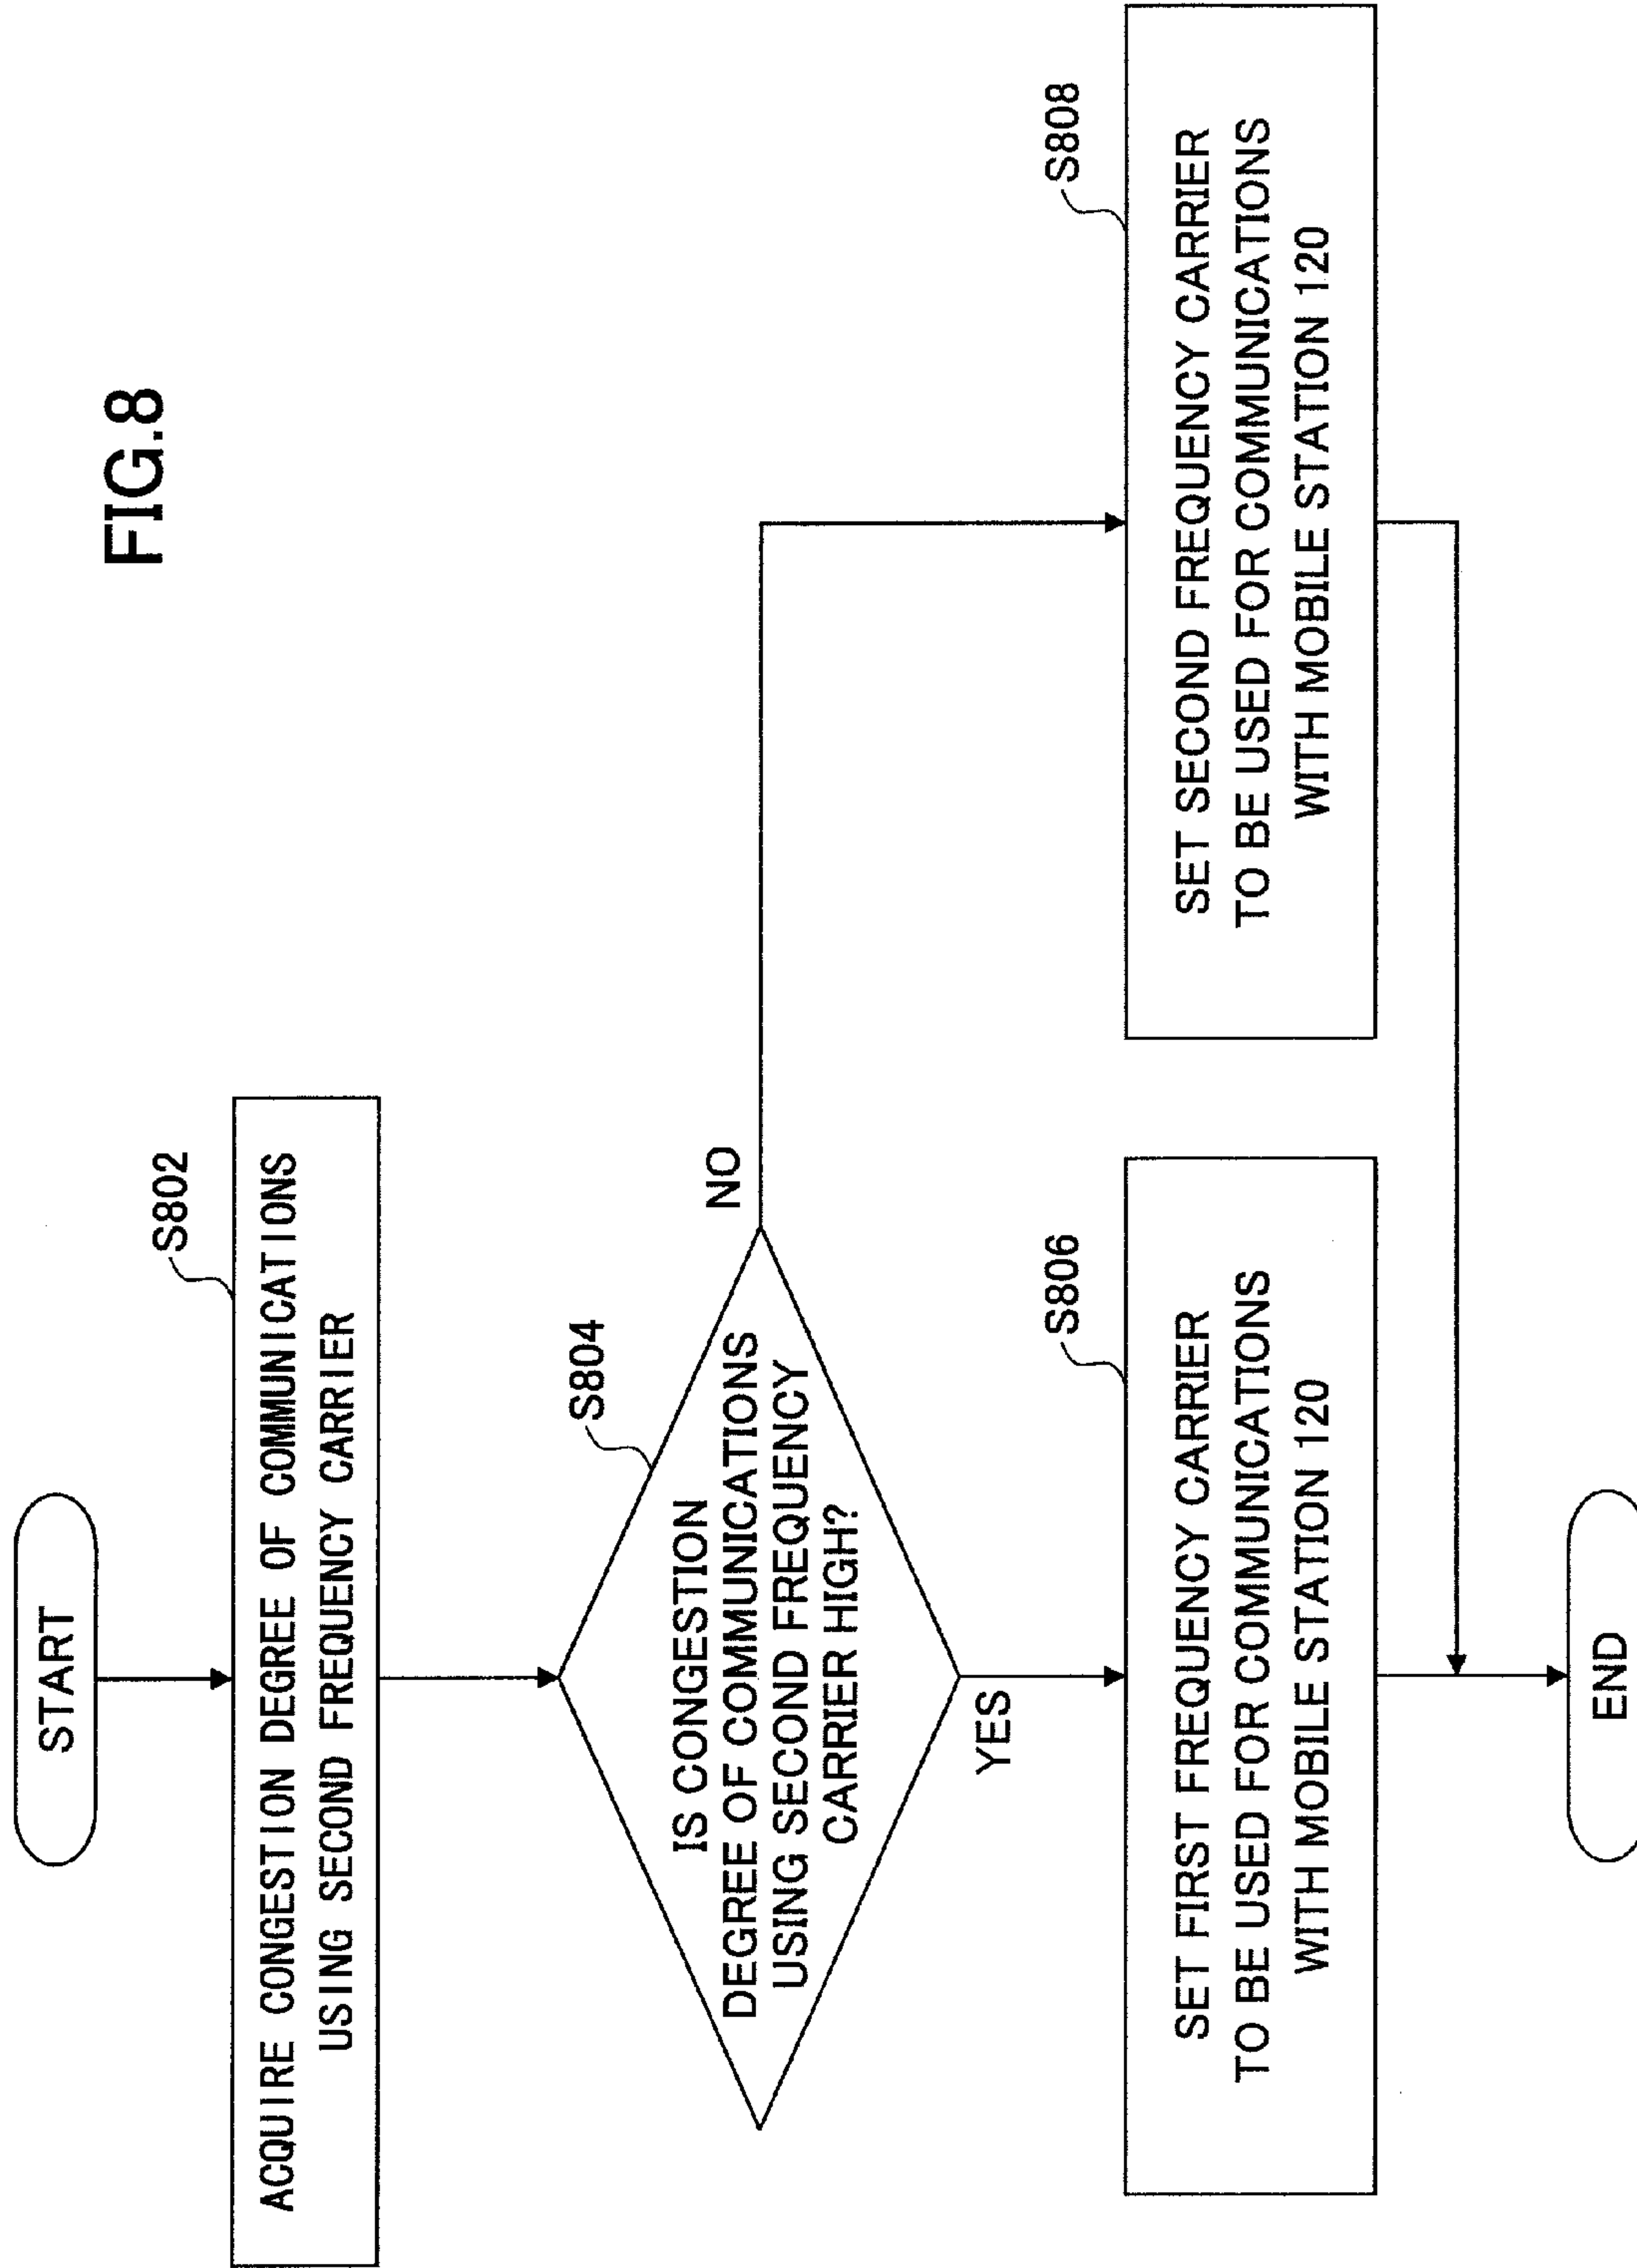 FIG.8
START
S802
ACQUIRE CONGESTION DEGREE OF COMMUNICATIONS
USING SECOND FREQUENCY CARRIER
S804
IS CONGESTION
DEGREE OF COMMUNICATIONS
USING SECOND FREQUENCY
CARRIER HIGH?
NO
YES
S806
SET FIRST FREQUENCY CARRIER
TO BE USED FOR COMMUNICATIONS
WITH MOBILE STATION 120
S808
SET SECOND FREQUENCY CARRIER
TO BE USED FOR COMMUNICATIONS
WITH MOBILE STATION 120
END